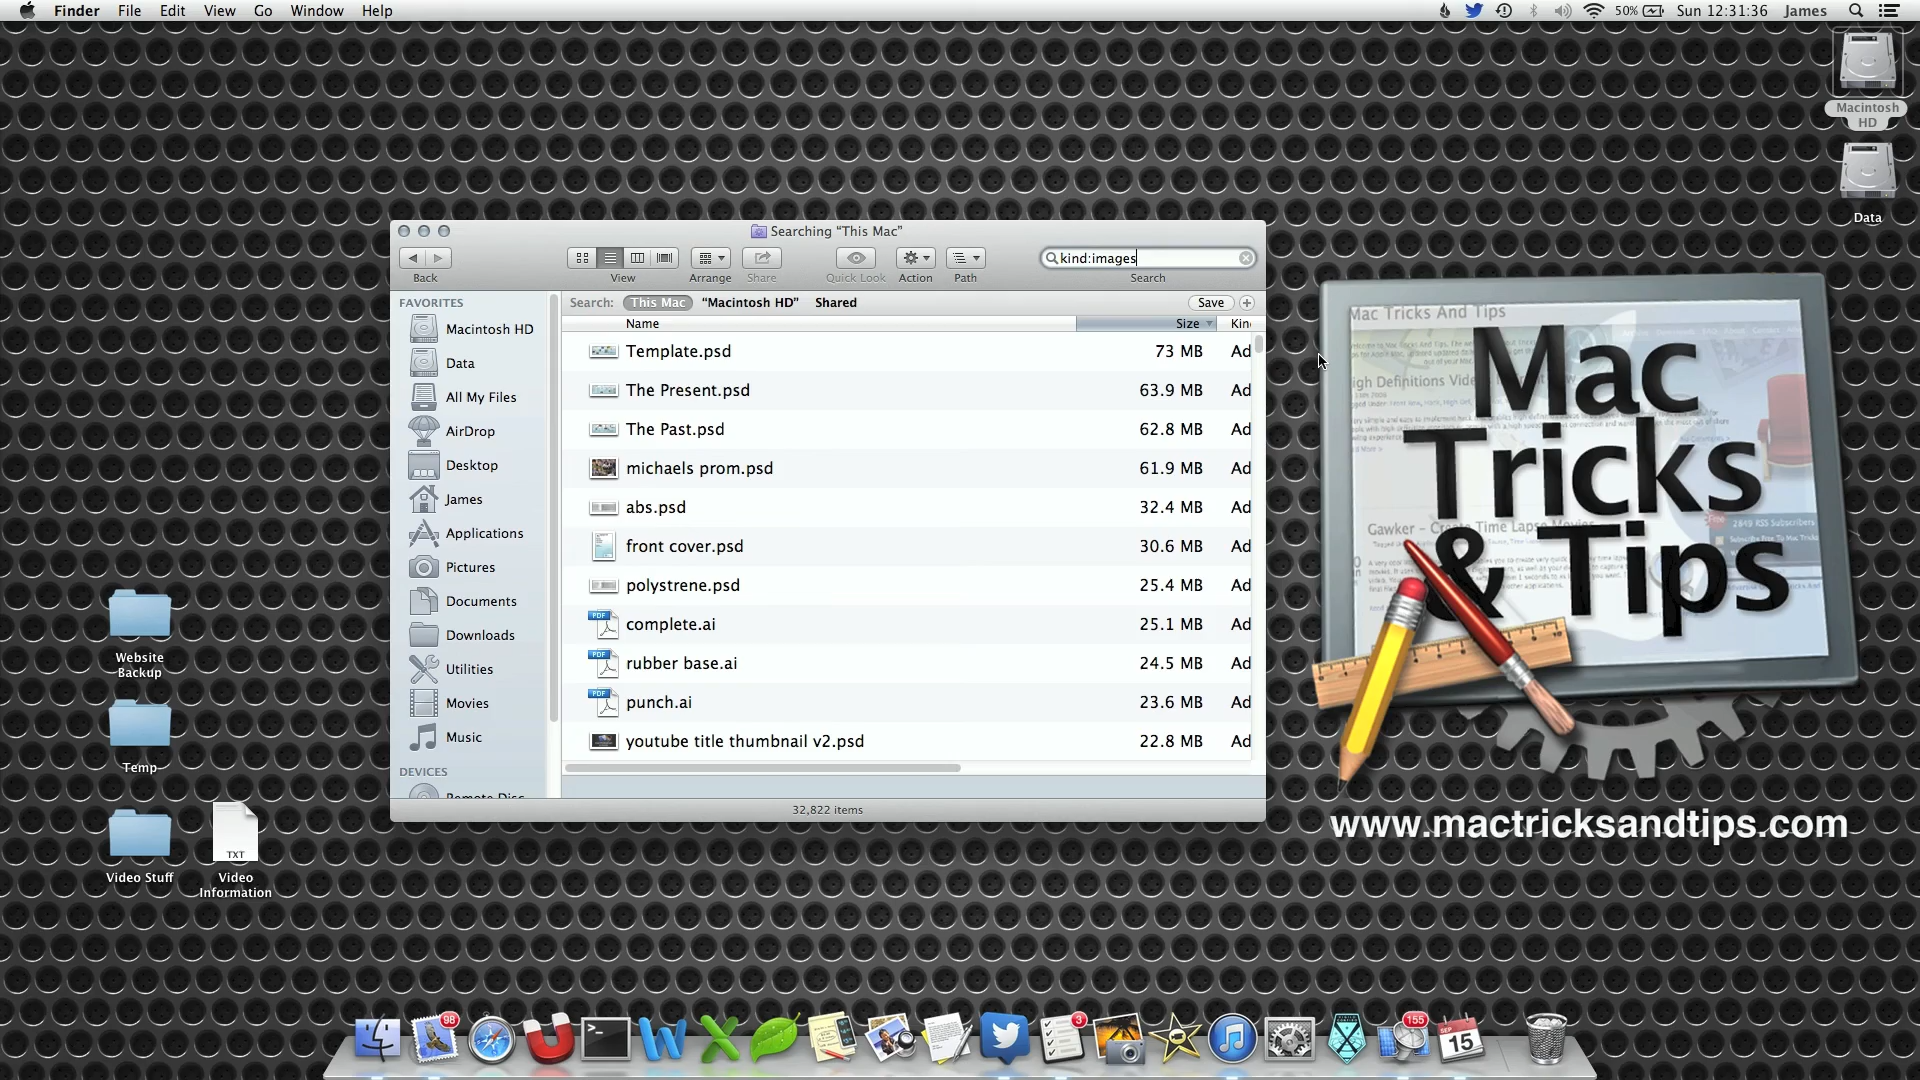 Finder File Edit View Go Window Help
50% Sun 12:31:36 James
Macintosh
HD
Data
Searching “This Mac”
kind:images
Back View Arrange Share Quick Look Action Path Search
FAVORITES
Macintosh HD
Data
All My Files
AirDrop
Desktop
James
Applications
Pictures
Documents
Downloads
Utilities
Movies
Music
DEVICES
Search: This Mac “Macintosh HD” Shared Save
Name Size
Template.psd 73 MB Ad
The Present.psd 63.9 MB Ad
The Past.psd 62.8 MB Ad
michaels prom.psd 61.9 MB Ad
abs.psd 32.4 MB Ad
front cover.psd 30.6 MB Ad
polystrene.psd 25.4 MB Ad
complete.ai 25.1 MB Ad
rubber base.ai 24.5 MB Ad
punch.ai 23.6 MB Ad
youtube title thumbnail v2.psd 22.8 MB Ad
32,822 items
Mac Tricks And Tips
Mac
Tricks
& Tips
www.mactricksandtips.com
Website
Backup
Temp
Video Stuff
TXT
Video
Information
98
3
155
SEP
15